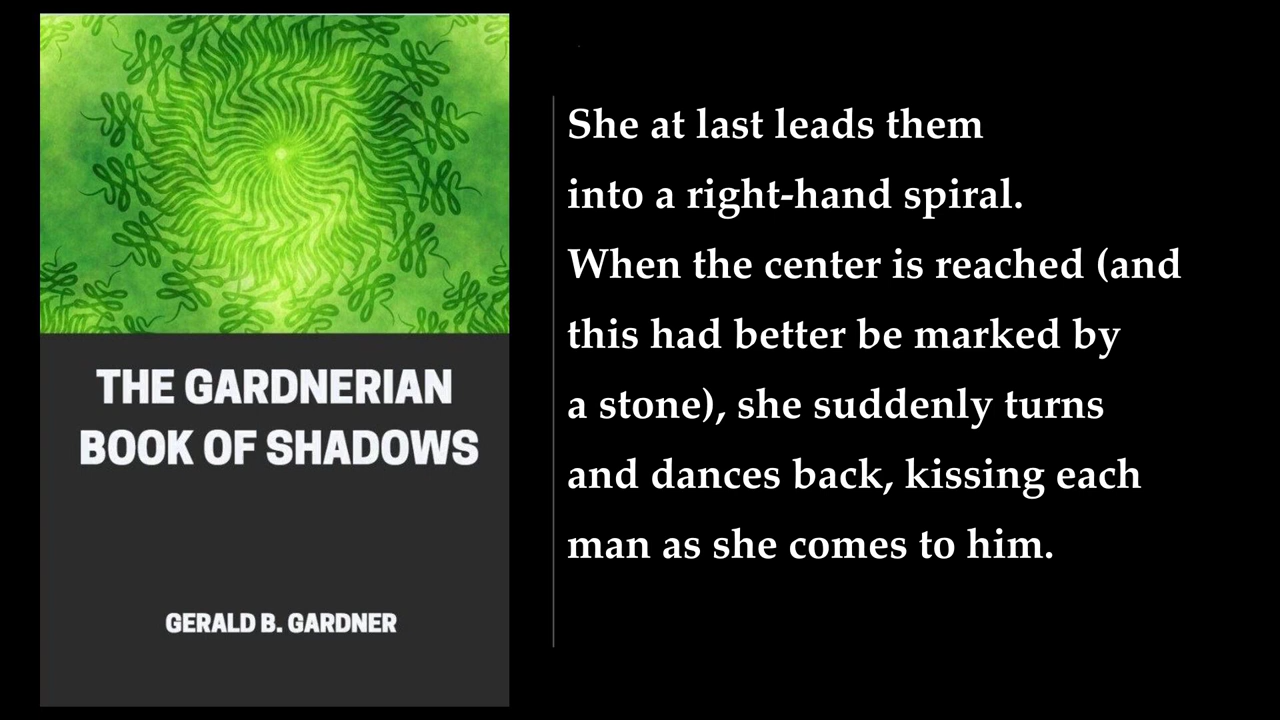 THE GARDNERIAN
BOOK OF SHADOWS
GERALD B. GARDNER
She at last leads them
into a right-hand spiral.
When the center is reached (and
this had better be marked by
a stone), she suddenly turns
and dances back, kissing each
man as she comes to him.